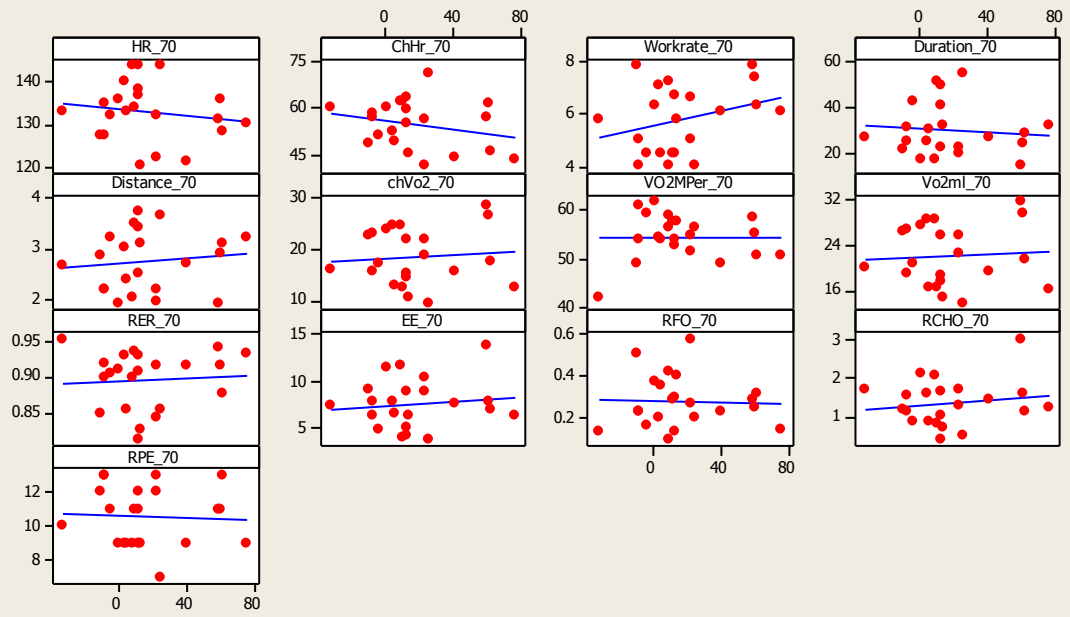 0 40 80 0 40 80
HR_70 ChHr_70 Workrate_70 Duration_70
140 130 120 75 60 45 8 6 4 60 40 20
Distance_70 chVo2_70 VO2MPer_70 Vo2ml_70
4 3 2 30 20 10 60 50 40 32 24 16
RER_70 EE_70 RFO_70 RCHO_70
0.95 0.90 0.85 15 10 5 0.6 0.4 0.2 3 2 1
RPE_70
12 10 8
0 40 80 0 40 80